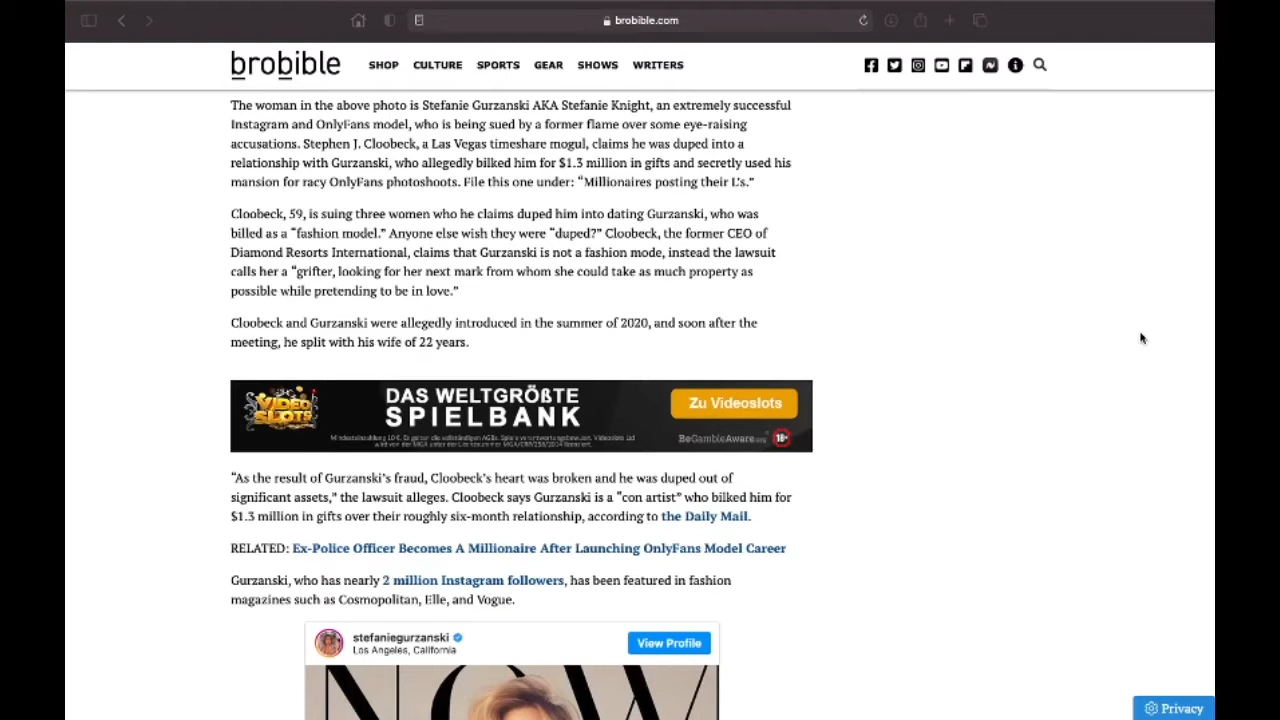 brobible.com
brobible
SHOP CULTURE SPORTS GEAR SHOWS WRITERS
The woman in the above photo is Stefanie Gurzanski AKA Stefanie Knight, an extremely successful
Instagram and OnlyFans model, who is being sued by a former flame over some eye-raising
accusations. Stephen J. Cloobeck, a Las Vegas timeshare mogul, claims he was duped into a
relationship with Gurzanski, who allegedly bilked him for $1.3 million in gifts and secretly used his
mansion for racy OnlyFans photoshoots. File this one under: “Millionaires posting their L’s.”
Cloobeck, 59, is suing three women who he claims duped him into dating Gurzanski, who was
billed as a “fashion model.” Anyone else wish they were “duped?” Cloobeck, the former CEO of
Diamond Resorts International, claims that Gurzanski is not a fashion mode, instead the lawsuit
calls her a “grifter, looking for her next mark from whom she could take as much property as
possible while pretending to be in love.”
Cloobeck and Gurzanski were allegedly introduced in the summer of 2020, and soon after the
meeting, he split with his wife of 22 years.
VIDEO SLOTS
DAS WELTGRÖßTE
SPIELBANK
Zu Videoslots
BeGambleAware.org 18+
“As the result of Gurzanski’s fraud, Cloobeck’s heart was broken and he was duped out of
significant assets,” the lawsuit alleges. Cloobeck says Gurzanski is a “con artist” who bilked him for
$1.3 million in gifts over their roughly six-month relationship, according to the Daily Mail.
RELATED: Ex-Police Officer Becomes A Millionaire After Launching OnlyFans Model Career
Gurzanski, who has nearly 2 million Instagram followers, has been featured in fashion
magazines such as Cosmopolitan, Elle, and Vogue.
stefaniegurzanski
Los Angeles, California
View Profile
NOW
Privacy